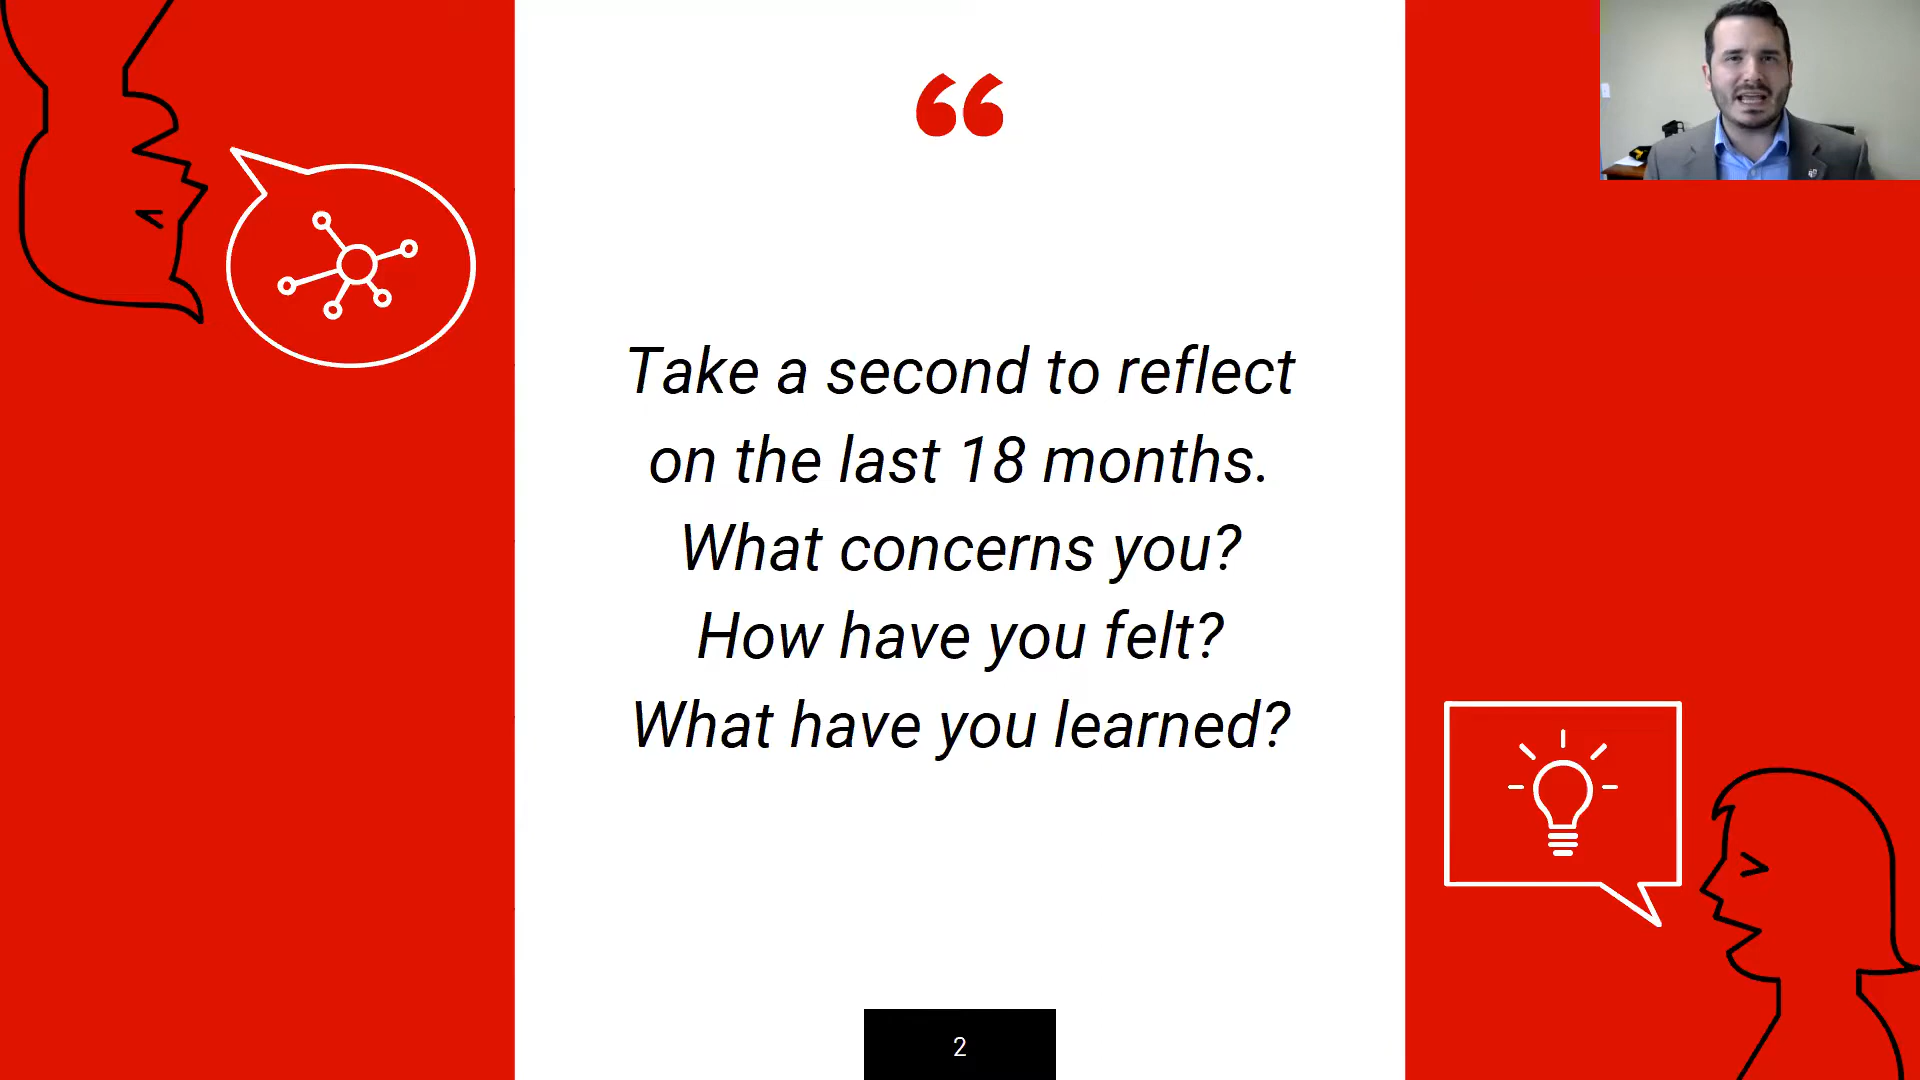 “
Take a second to reflect
on the last 18 months.
What concerns you?
How have you felt?
What have you learned?
2